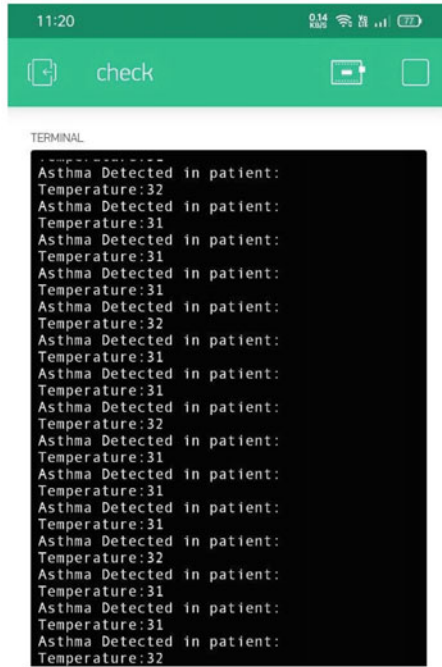 11:20
0.14
KB/S
77
check
TERMINAL
Asthma Detected in patient:
Temperature:32
Asthma Detected in patient:
Temperature:31
Asthma Detected in patient:
Temperature:31
Asthma Detected in patient:
Temperature:31
Asthma Detected in patient:
Temperature:32
Asthma Detected in patient:
Temperature:31
Asthma Detected in patient:
Temperature:31
Asthma Detected in patient:
Temperature:32
Asthma Detected in patient:
Temperature:31
Asthma Detected in patient:
Temperature:31
Asthma Detected in patient:
Temperature:31
Asthma Detected in patient:
Temperature:32
Asthma Detected in patient:
Temperature:31
Asthma Detected in patient:
Temperature:31
Asthma Detected in patient:
Temperature:32